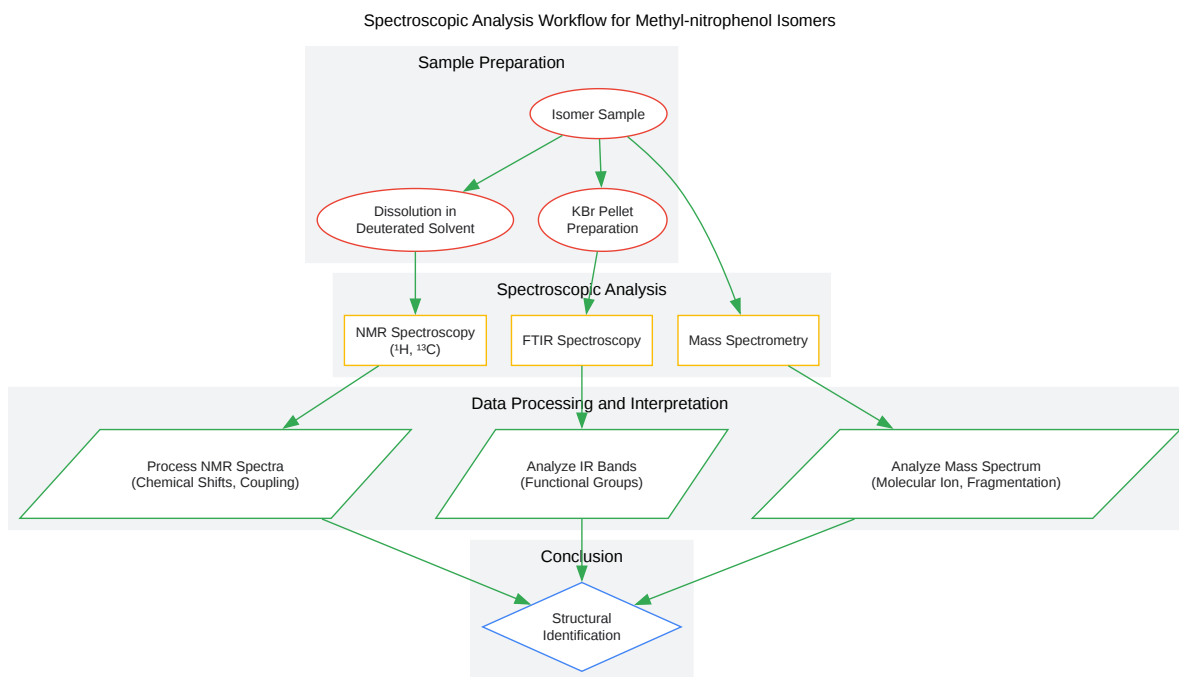 Spectroscopic Analysis Workflow for Methyl-nitrophenol Isomers
Sample Preparation
Isomer Sample
Dissolution in
Deuterated Solvent
KBr Pellet
Preparation
Spectroscopic Analysis
NMR Spectroscopy
(¹H, ¹³C)
FTIR Spectroscopy
Mass Spectrometry
Data Processing and Interpretation
Process NMR Spectra
(Chemical Shifts, Coupling)
Analyze IR Bands
(Functional Groups)
Analyze Mass Spectrum
(Molecular Ion, Fragmentation)
Conclusion
Structural
Identification